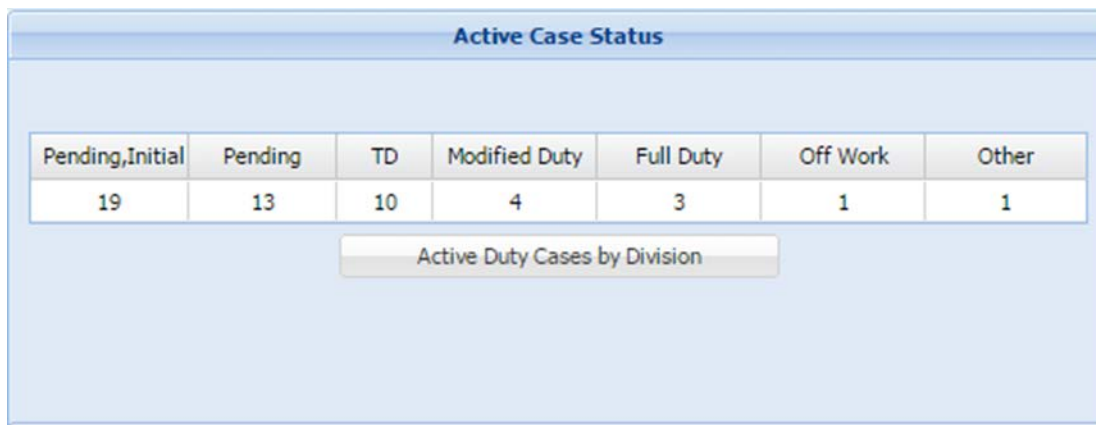 Active Case Status
Pending,Initial Pending TD Modified Duty Full Duty Off Work Other
19 13 10 4 3 1 1
Active Duty Cases by Division